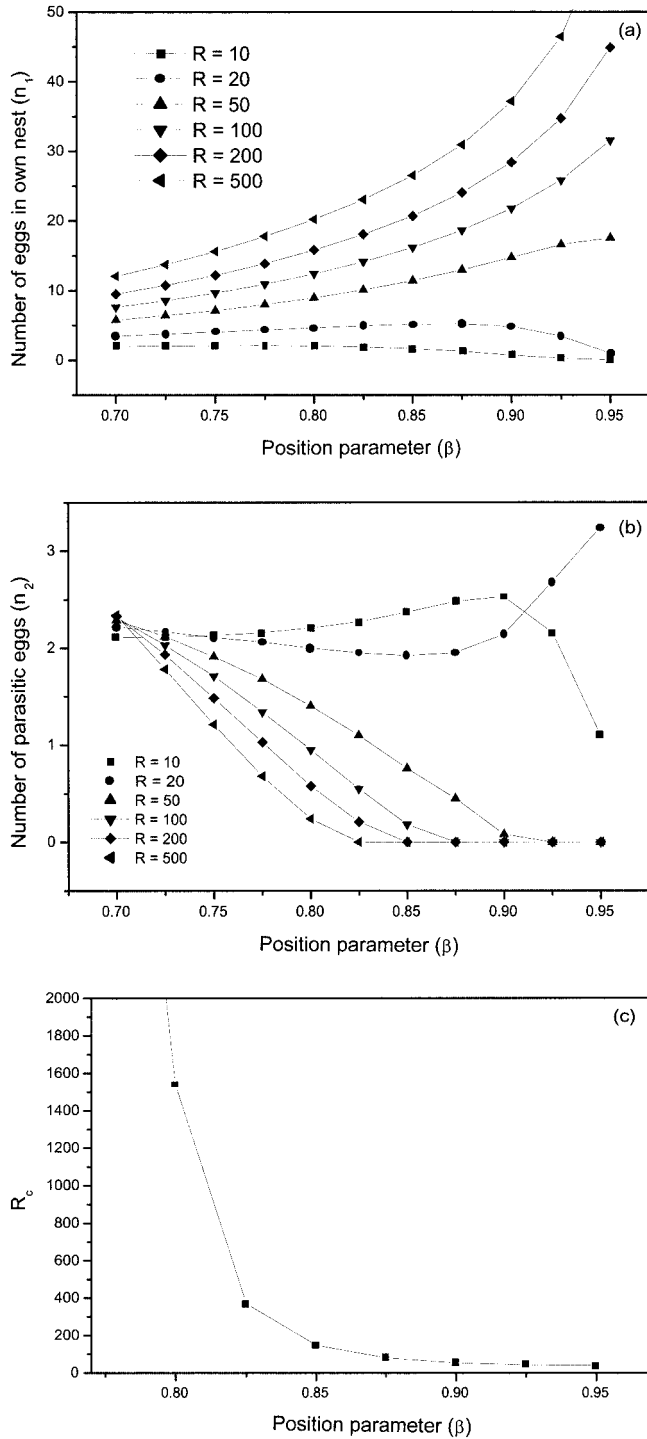 (a)
50
40
30
20
10
0
Number of eggs in own nest (n₁)
R = 10
R = 20
R = 50
R = 100
R = 200
R = 500
0.70 0.75 0.80 0.85 0.90 0.95
Position parameter (β)
(b)
3
2
1
0
Number of parasitic eggs (n₂)
R = 10
R = 20
R = 50
R = 100
R = 200
R = 500
0.70 0.75 0.80 0.85 0.90 0.95
Position parameter (β)
(c)
2000
1800
1600
1400
1200
1000
800
600
400
200
0
R_c
0.80 0.85 0.90 0.95
Position parameter (β)